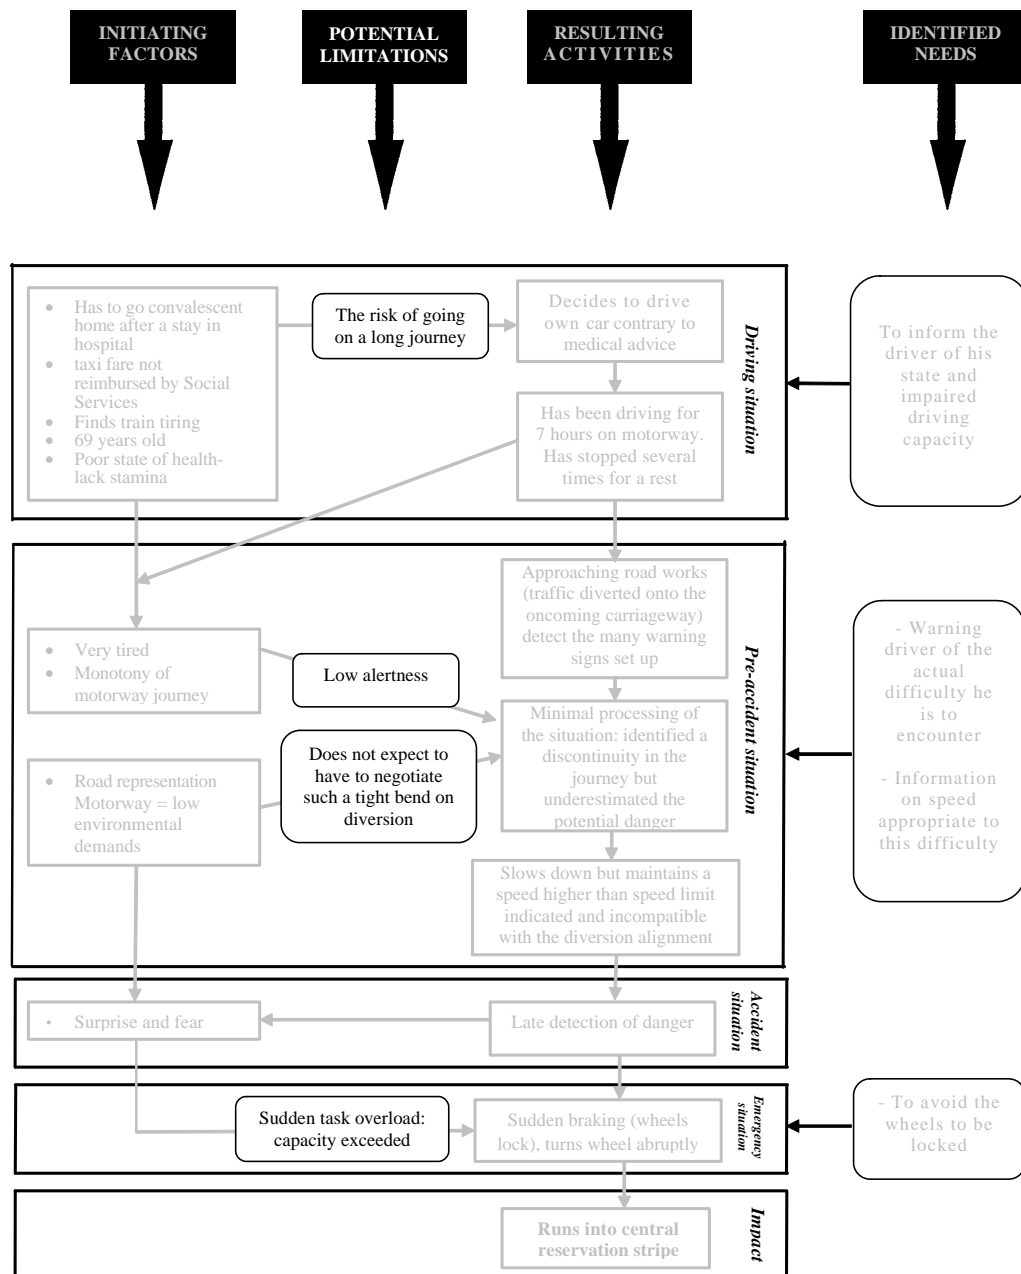 INITIATING
FACTORS
POTENTIAL
LIMITATIONS
RESULTING
ACTIVITIES
IDENTIFIED
NEEDS
• Has to go convalescent
home after a stay in
hospital
• taxi fare not
reimbursed by Social
Services
• Finds train tiring
• 69 years old
• Poor state of health-
lack stamina
The risk of going
on a long journey
Decides to drive
own car contrary to
medical advice
Has been driving for
7 hours on motorway.
Has stopped several
times for a rest
Driving situation
To inform the
driver of his
state and
impaired
driving
capacity
• Very tired
• Monotony of
motorway journey
Low alertness
Approaching road works
(traffic diverted onto the
oncoming carriageway)
detect the many warning
signs set up
• Road representation
Motorway = low
environmental
demands
Does not expect to
have to negotiate
such a tight bend on
diversion
Minimal processing of
the situation: identified a
discontinuity in the
journey but
underestimated the
potential danger
Slows down but maintains a
speed higher than speed limit
indicated and incompatible
with the diversion alignment
Pre-accident situation
- Warning
driver of the
actual
difficulty he
is to
encounter
- Information
on speed
appropriate to
this difficulty
• Surprise and fear
Late detection of danger
Accident
situation
Sudden task overload:
capacity exceeded
Sudden braking (wheels
lock), turns wheel abruptly
Emergency
situation
- To avoid the
wheels to be
locked
Runs into central
reservation stripe
Impact